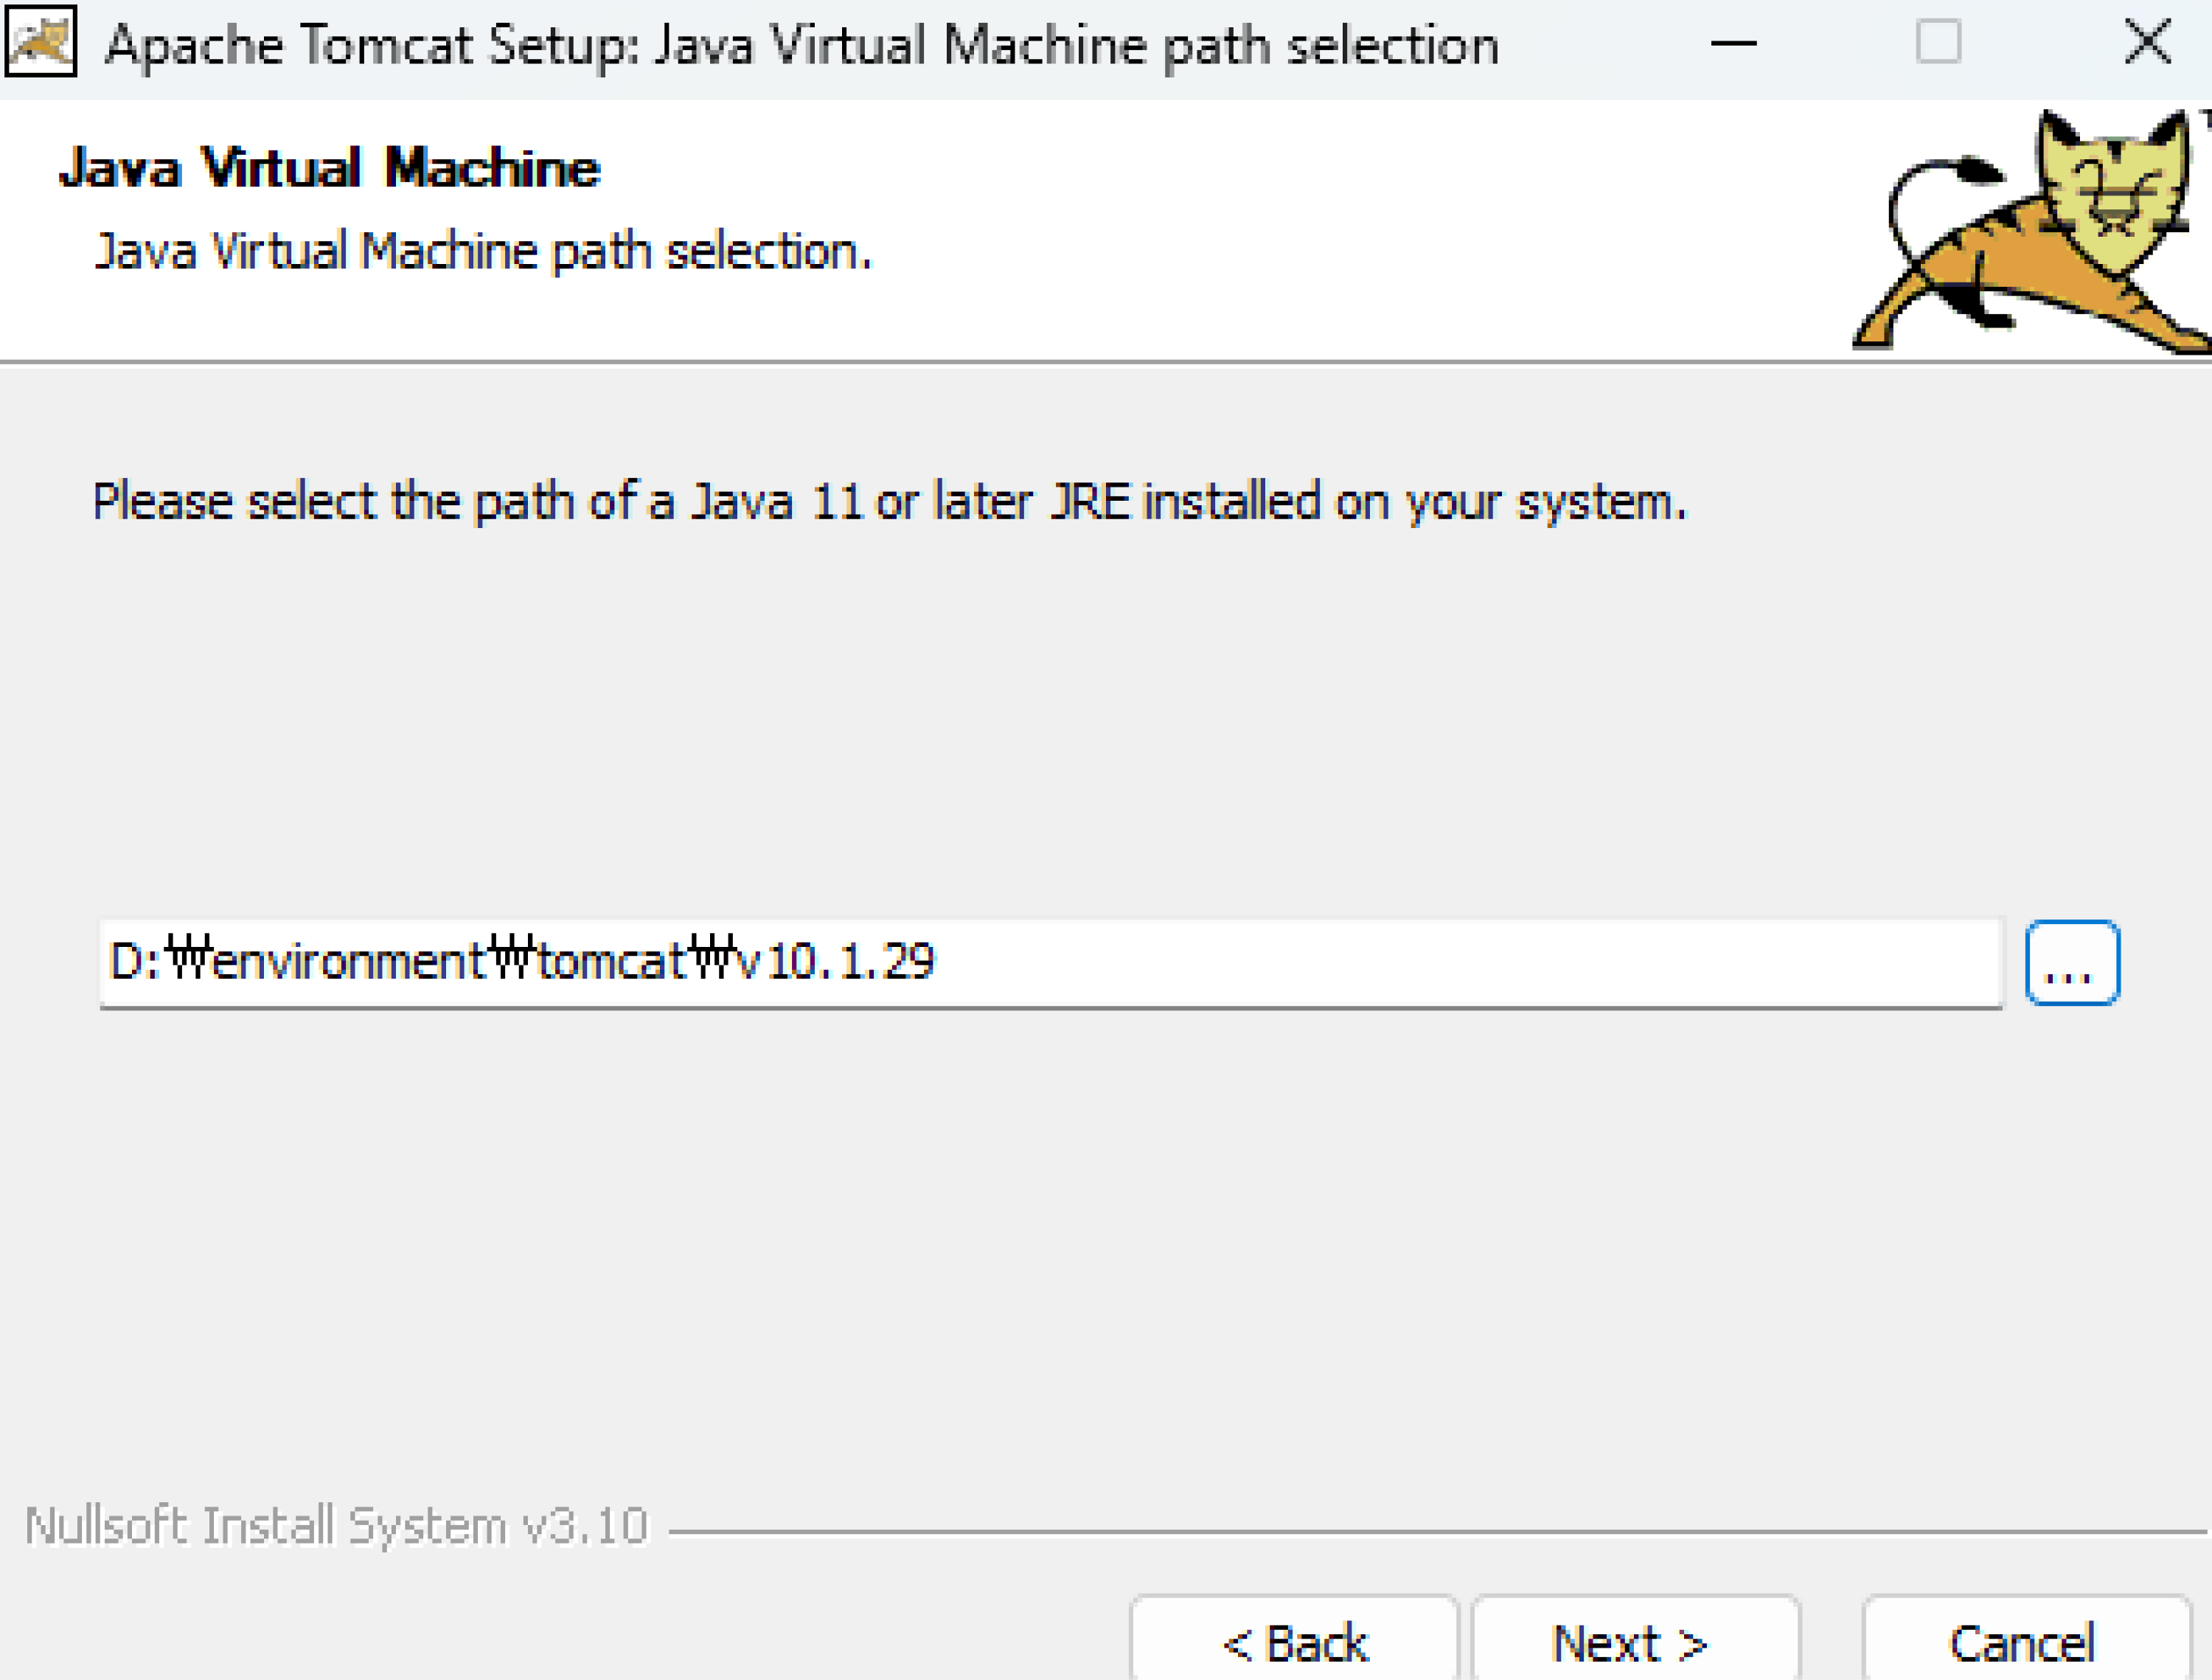 Apache Tomcat Setup: Java Virtual Machine path selection
Java Virtual Machine
Java Virtual Machine path selection.
Please select the path of a Java 11 or later JRE installed on your system.
D:₩environment₩tomcat₩v10.1.29
...
Nullsoft Install System v3.10
< Back
Next >
Cancel